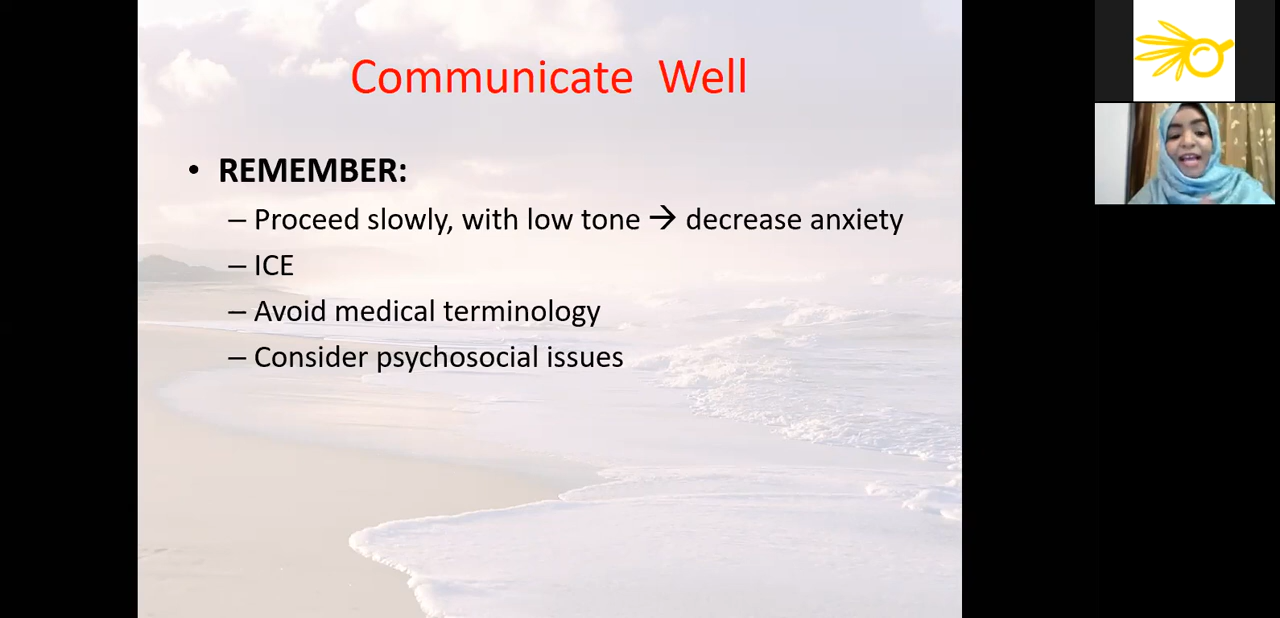 Communicate Well
• REMEMBER:
– Proceed slowly, with low tone → decrease anxiety
– ICE
– Avoid medical terminology
– Consider psychosocial issues